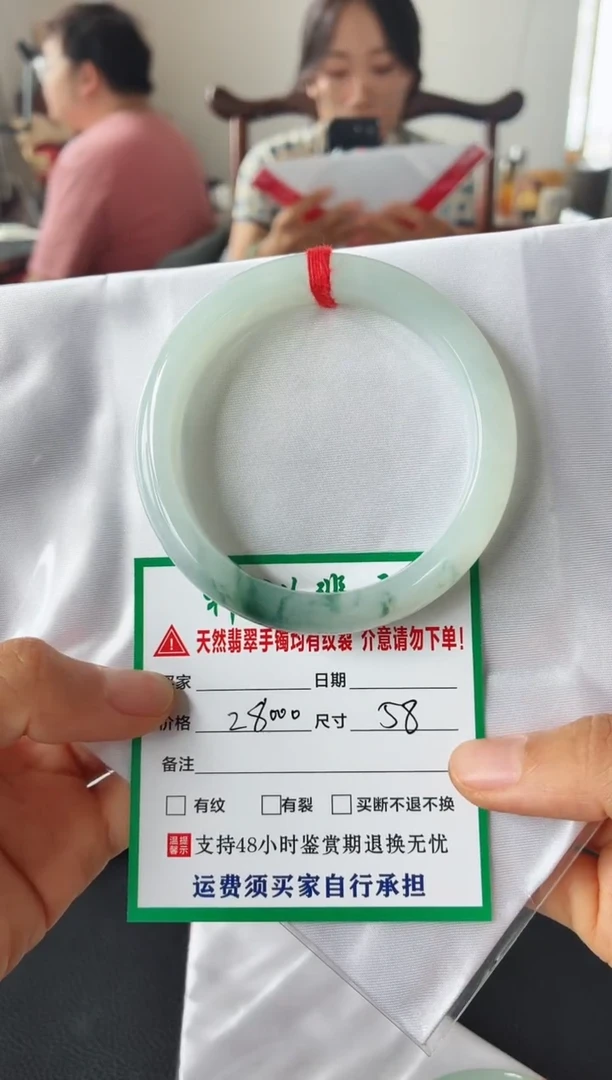 天然翡翠手镯均有纹裂 介意请勿下单!
家 日期
价格 28000 尺寸 58
备注
有纹 有裂 买断不退不换
温馨提示 支持48小时鉴赏期退换无忧
运费须买家自行承担